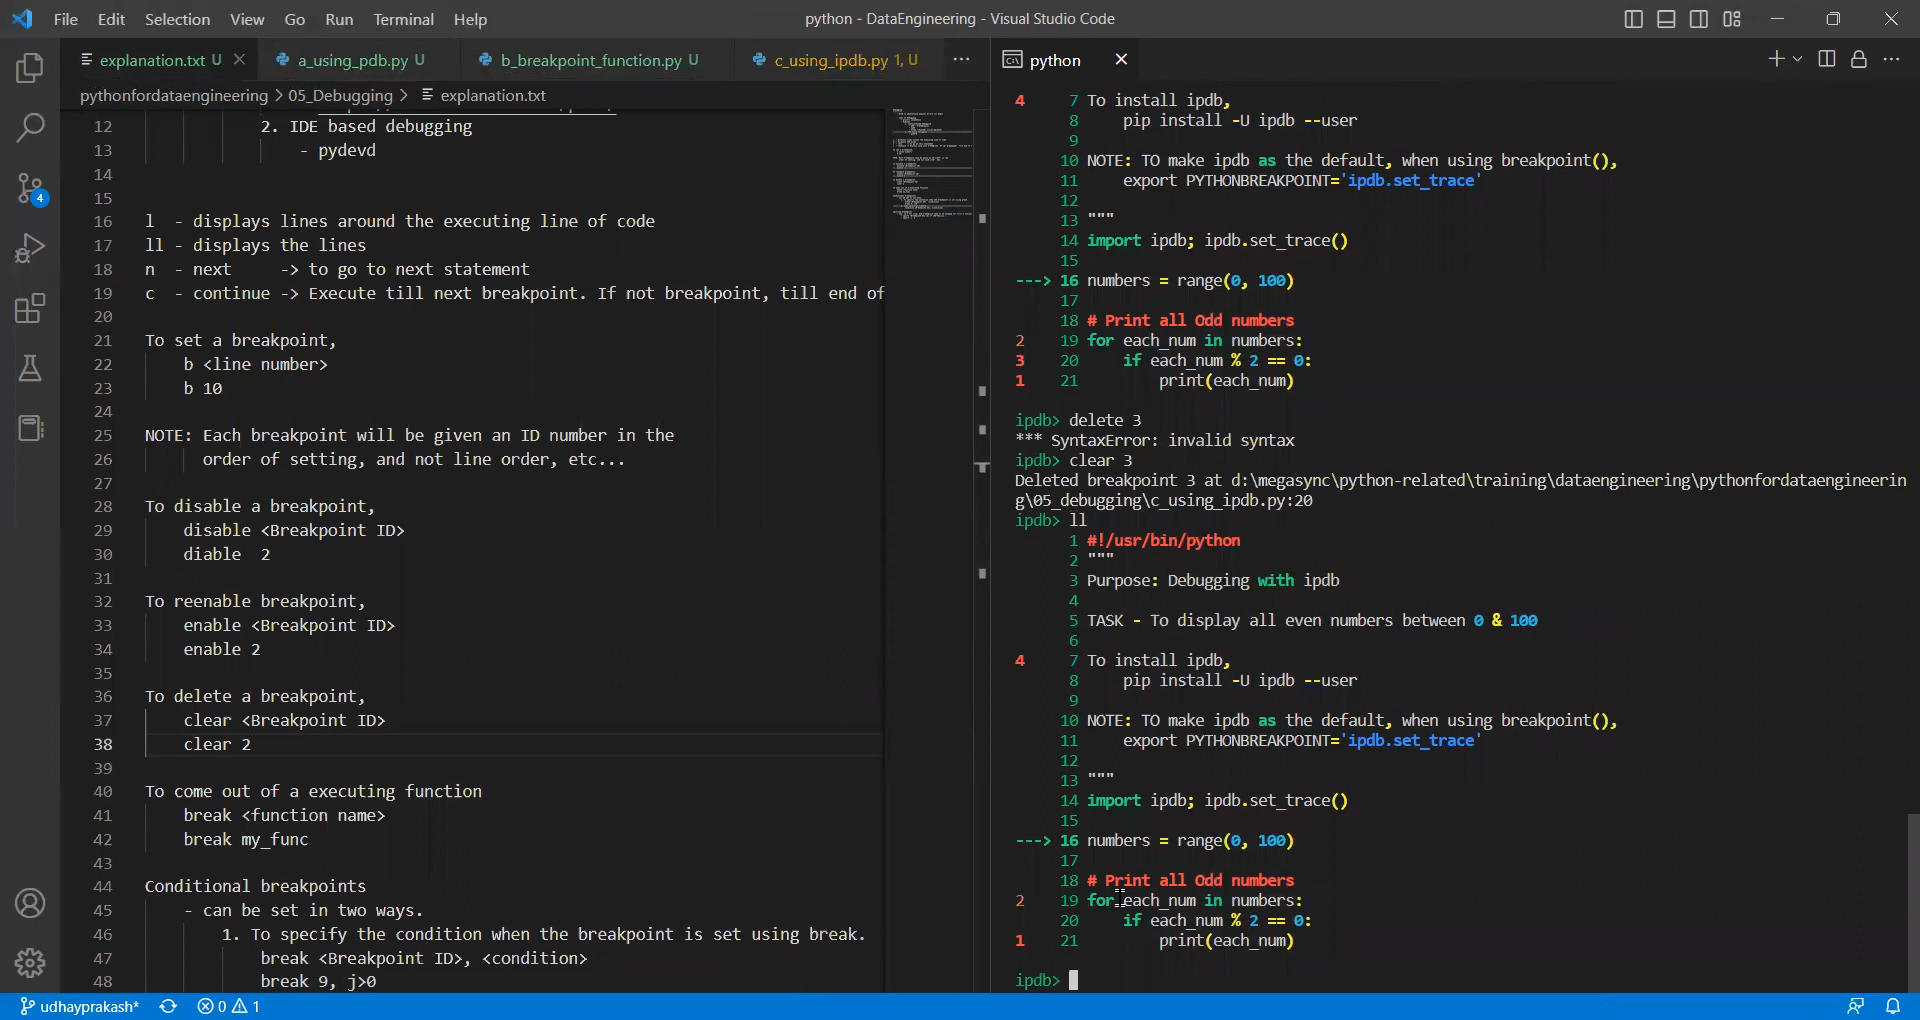 File Edit Selection View Go Run Terminal Help
python - DataEngineering - Visual Studio Code
explanation.txt U
a_using_pdb.py U
b_breakpoint_function.py U
c_using_ipdb.py 1, U
pythonfordataengineering > 05_Debugging > explanation.txt
12
2. IDE based debugging
13 - pydevd
14
15
16 l - displays lines around the executing line of code
17 ll - displays the lines
18 n - next -> to go to next statement
19 c - continue -> Execute till next breakpoint. If not breakpoint, till end of
20
21 To set a breakpoint,
22 b <line number>
23 b 10
24
25 NOTE: Each breakpoint will be given an ID number in the
26 order of setting, and not line order, etc...
27
28 To disable a breakpoint,
29 disable <Breakpoint ID>
30 diable 2
31
32 To reenable breakpoint,
33 enable <Breakpoint ID>
34 enable 2
35
36 To delete a breakpoint,
37 clear <Breakpoint ID>
38 clear 2
39
40 To come out of a executing function
41 break <function name>
42 break my_func
43
44 Conditional breakpoints
45 - can be set in two ways.
46 1. To specify the condition when the breakpoint is set using break.
47 break <Breakpoint ID>, <condition>
48 break 9, j>0
python
4 7 To install ipdb,
8 pip install -U ipdb --user
9
10 NOTE: TO make ipdb as the default, when using breakpoint(),
11 export PYTHONBREAKPOINT='ipdb.set_trace'
12
13 """
14 import ipdb; ipdb.set_trace()
15
---> 16 numbers = range(0, 100)
17
18 # Print all Odd numbers
2 19 for each_num in numbers:
3 20 if each_num % 2 == 0:
1 21 print(each_num)
ipdb> delete 3
*** SyntaxError: invalid syntax
ipdb> clear 3
Deleted breakpoint 3 at d:\megasync\python-related\training\dataengineering\pythonfordataengineerin
g\05_debugging\c_using_ipdb.py:20
ipdb> ll
1 #!/usr/bin/python
2 """
3 Purpose: Debugging with ipdb
4
5 TASK - To display all even numbers between 0 & 100
6
4 7 To install ipdb,
8 pip install -U ipdb --user
9
10 NOTE: TO make ipdb as the default, when using breakpoint(),
11 export PYTHONBREAKPOINT='ipdb.set_trace'
12
13 """
14 import ipdb; ipdb.set_trace()
15
---> 16 numbers = range(0, 100)
17
18 # Print all Odd numbers
2 19 for each_num in numbers:
20 if each_num % 2 == 0:
1 21 print(each_num)
ipdb>
4
udhayprakash* 0 1